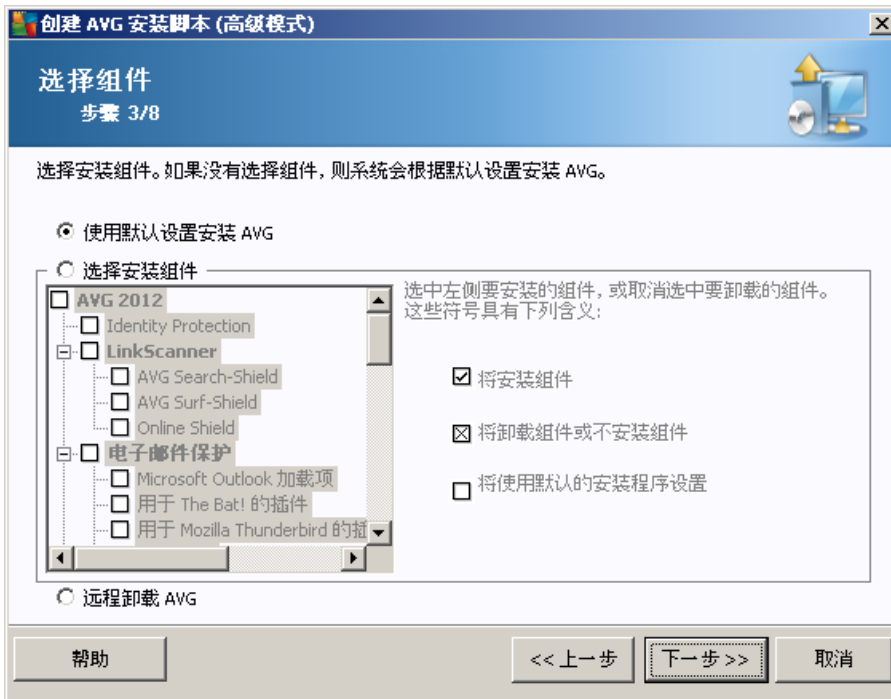 创建 AVG 安装脚本 (高级模式)
选择组件
步骤 3/8
选择安装组件。如果没有选择组件，则系统会根据默认设置安装 AVG。
使用默认设置安装 AVG
选择安装组件
AVG 2012
Identity Protection
LinkScanner
AVG Search-Shield
AVG Surf-Shield
Online Shield
电子邮件保护
Microsoft Outlook 加载项
用于 The Bat! 的插件
用于 Mozilla Thunderbird 的插
选中左侧要安装的组件，或取消选中要卸载的组件。
这些符号具有下列含义:
将安装组件
将卸载组件或不安装组件
将使用默认的安装程序设置
远程卸载 AVG
帮助
<< 上一步
下一步 >>
取消